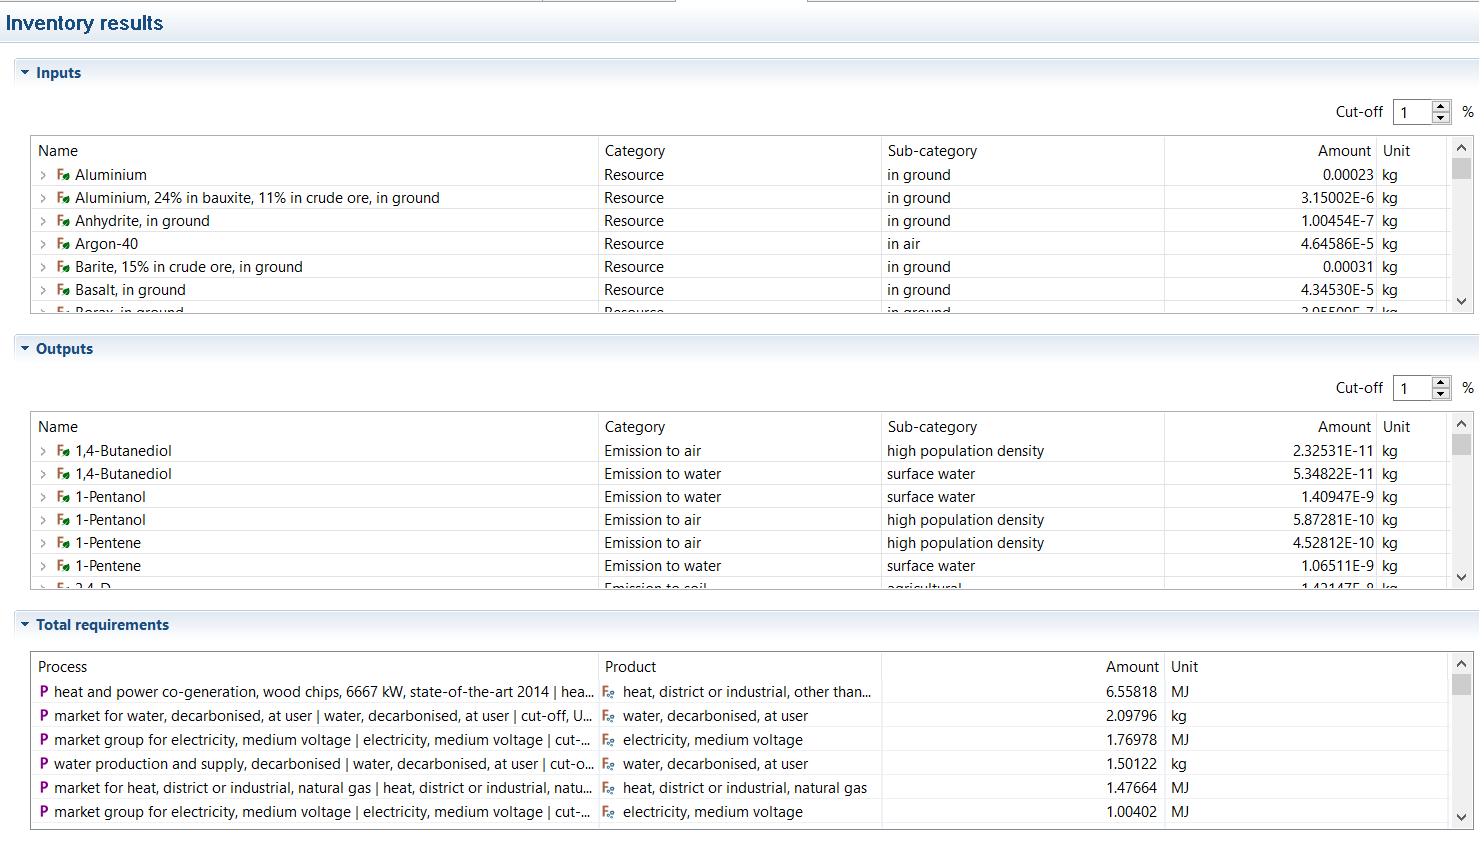 Inventory results
Inputs
Cut-off 1 %
Name Category Sub-category Amount Unit
Aluminium Resource in ground 0.00023 kg
Aluminium, 24% in bauxite, 11% in crude ore, in ground Resource in ground 3.15002E-6 kg
Anhydrite, in ground Resource in ground 1.00454E-7 kg
Argon-40 Resource in air 4.64586E-5 kg
Barite, 15% in crude ore, in ground Resource in ground 0.00031 kg
Basalt, in ground Resource in ground 4.34530E-5 kg
Borax, in ground Resource in ground kg
Outputs
Cut-off 1 %
Name Category Sub-category Amount Unit
1,4-Butanediol Emission to air high population density 2.32531E-11 kg
1,4-Butanediol Emission to water surface water 5.34822E-11 kg
1-Pentanol Emission to water surface water 1.40947E-9 kg
1-Pentanol Emission to air high population density 5.87281E-10 kg
1-Pentene Emission to air high population density 4.52812E-10 kg
1-Pentene Emission to water surface water 1.06511E-9 kg
2,4-D Emission to soil agricultural kg
Total requirements
Process Product Amount Unit
P heat and power co-generation, wood chips, 6667 kW, state-of-the-art 2014 | hea... heat, district or industrial, other than... 6.55818 MJ
P market for water, decarbonised, at user | water, decarbonised, at user | cut-off, U... water, decarbonised, at user 2.09796 kg
P market group for electricity, medium voltage | electricity, medium voltage | cut-... electricity, medium voltage 1.76978 MJ
P water production and supply, decarbonised | water, decarbonised, at user | cut-o... water, decarbonised, at user 1.50122 kg
P market for heat, district or industrial, natural gas | heat, district or industrial, natu... heat, district or industrial, natural gas 1.47664 MJ
P market group for electricity, medium voltage | electricity, medium voltage | cut-... electricity, medium voltage 1.00402 MJ